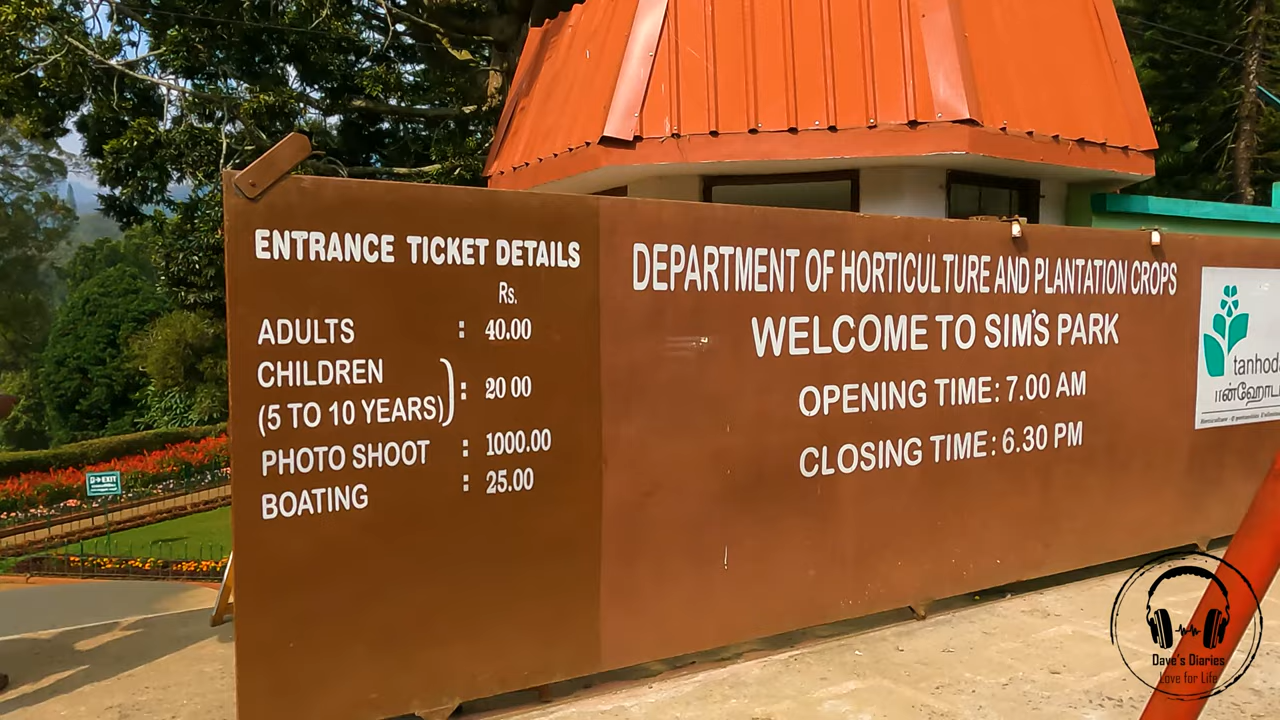 ENTRANCE TICKET DETAILS
Rs.
ADULTS : 40.00
CHILDREN
(5 TO 10 YEARS) : 20 00
PHOTO SHOOT : 1000.00
BOATING : 25.00
DEPARTMENT OF HORTICULTURE AND PLANTATION CROPS
WELCOME TO SIM'S PARK
OPENING TIME: 7.00 AM
CLOSING TIME: 6.30 PM
tanhoda
EXIT
Dave's Diaries
Love for Life